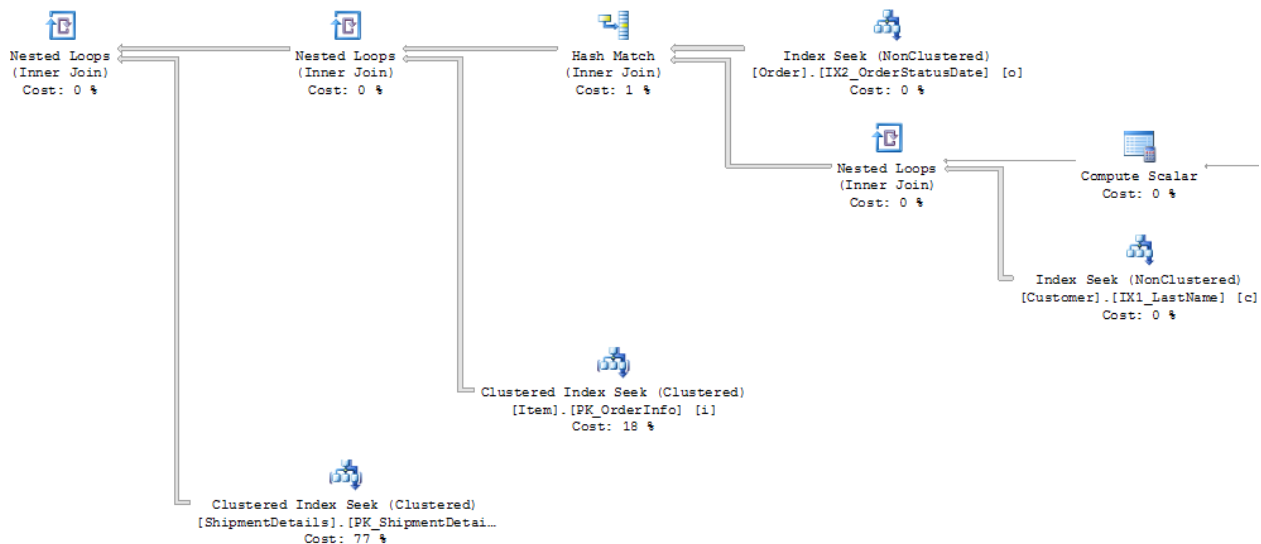 Nested Loops
(Inner Join)
Cost: 0 %
Nested Loops
(Inner Join)
Cost: 0 %
Hash Match
(Inner Join)
Cost: 1 %
Index Seek (NonClustered)
[Order].[IX2_OrderStatusDate] [o]
Cost: 0 %
Nested Loops
(Inner Join)
Cost: 0 %
Compute Scalar
Cost: 0 %
Index Seek (NonClustered)
[Customer].[IX1_LastName] [c]
Cost: 0 %
Clustered Index Seek (Clustered)
[Item].[PK_OrderInfo] [i]
Cost: 18 %
Clustered Index Seek (Clustered)
[ShipmentDetails].[PK_ShipmentDetai…
Cost: 77 %